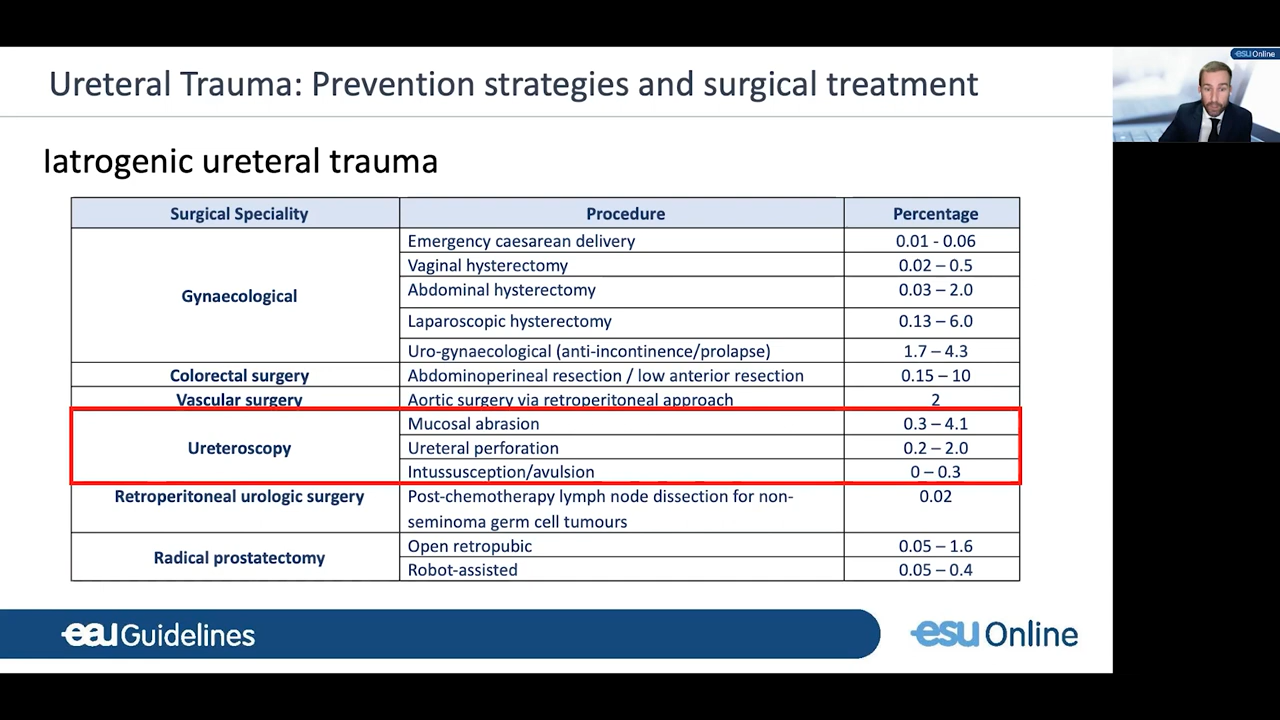 esu Online
Ureteral Trauma: Prevention strategies and surgical treatment
Iatrogenic ureteral trauma
Surgical Speciality Procedure Percentage
Gynaecological
Emergency caesarean delivery 0.01 - 0.06
Vaginal hysterectomy 0.02 – 0.5
Abdominal hysterectomy 0.03 – 2.0
Laparoscopic hysterectomy 0.13 – 6.0
Uro-gynaecological (anti-incontinence/prolapse) 1.7 – 4.3
Colorectal surgery Abdominoperineal resection / low anterior resection 0.15 – 10
Vascular surgery Aortic surgery via retroperitoneal approach 2
Ureteroscopy
Mucosal abrasion 0.3 – 4.1
Ureteral perforation 0.2 – 2.0
Intussusception/avulsion 0 – 0.3
Retroperitoneal urologic surgery Post-chemotherapy lymph node dissection for non- 0.02
seminoma germ cell tumours
Radical prostatectomy
Open retropubic 0.05 – 1.6
Robot-assisted 0.05 – 0.4
eau Guidelines
esu Online